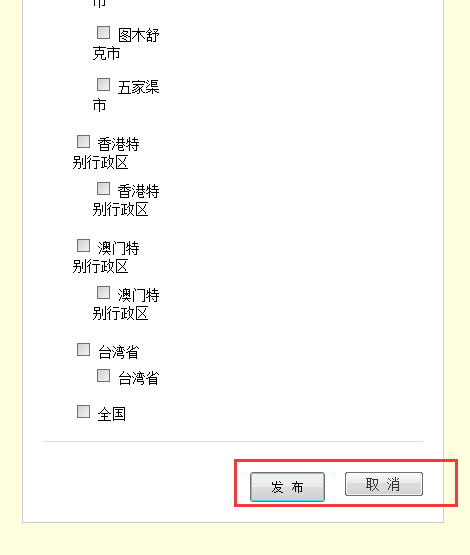 市
图木舒
克市
五家渠
市
香港特
别行政区
香港特
别行政区
澳门特
别行政区
澳门特
别行政区
台湾省
台湾省
全国
发 布 取 消